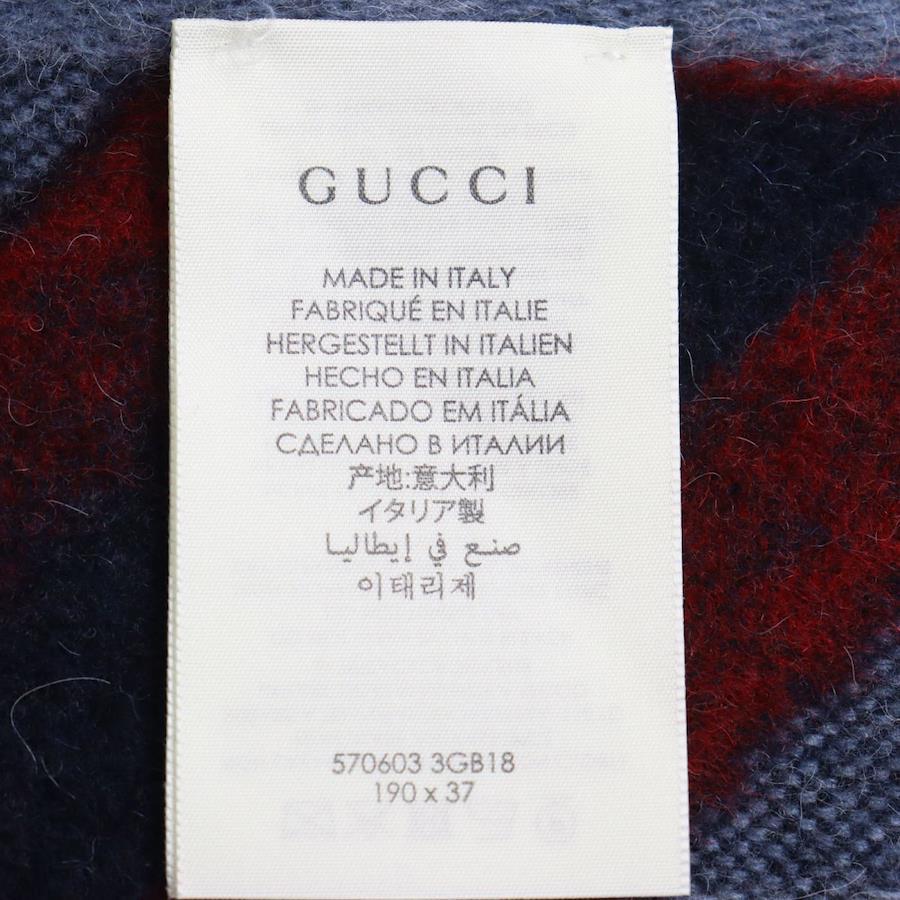 GUCCI
MADE IN ITALY
FABRIQUÉ EN ITALIE
HERGESTELLT IN ITALIEN
HECHO EN ITALIA
FABRICADO EM ITÁLIA
СДЕЛАНО В ИТАЛИИ
产地:意大利
イタリア製
صنع في إيطاليا
이태리제
570603 3GB18
190 x 37